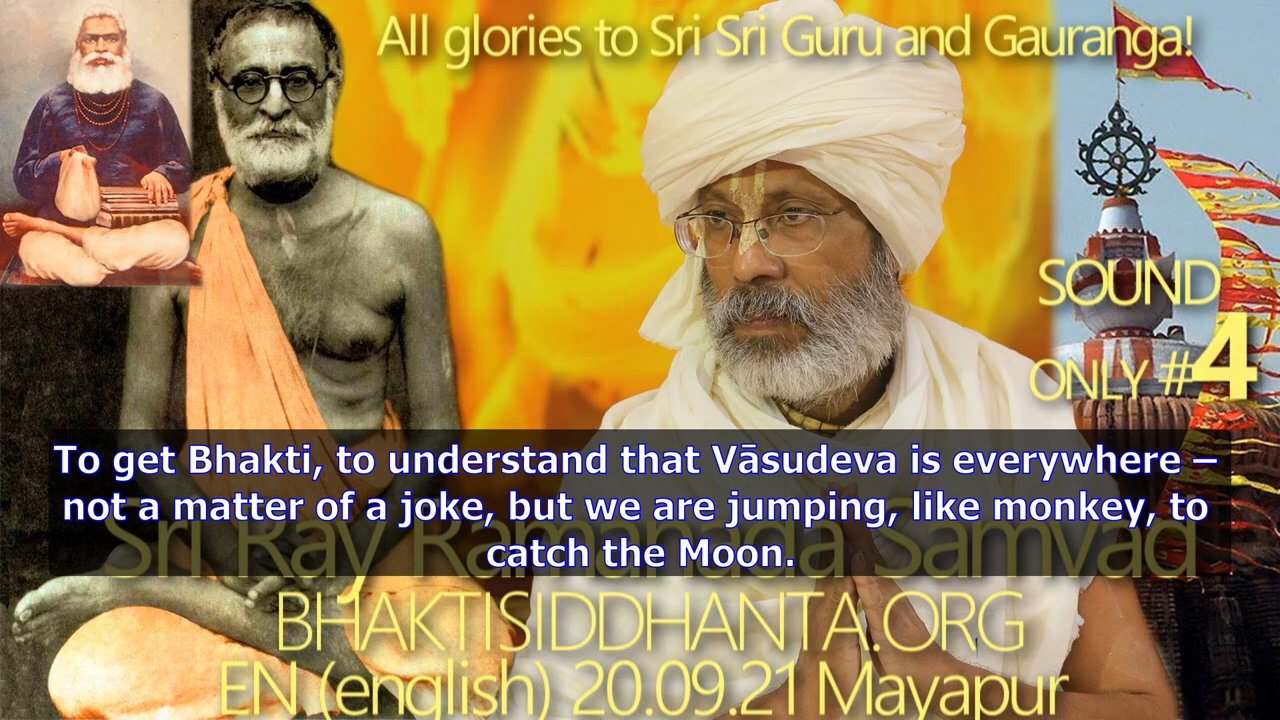 All glories to Sri Sri Guru and Gauranga!
SOUND
ONLY #4
To get Bhakti, to understand that Vāsudeva is everywhere –
not a matter of a joke, but we are jumping, like monkey, to
catch the Moon.
Sri Ray Ramananda Samvad
BHAKTISIDDHANTA.ORG
EN (english) 20.09.21 Mayapur